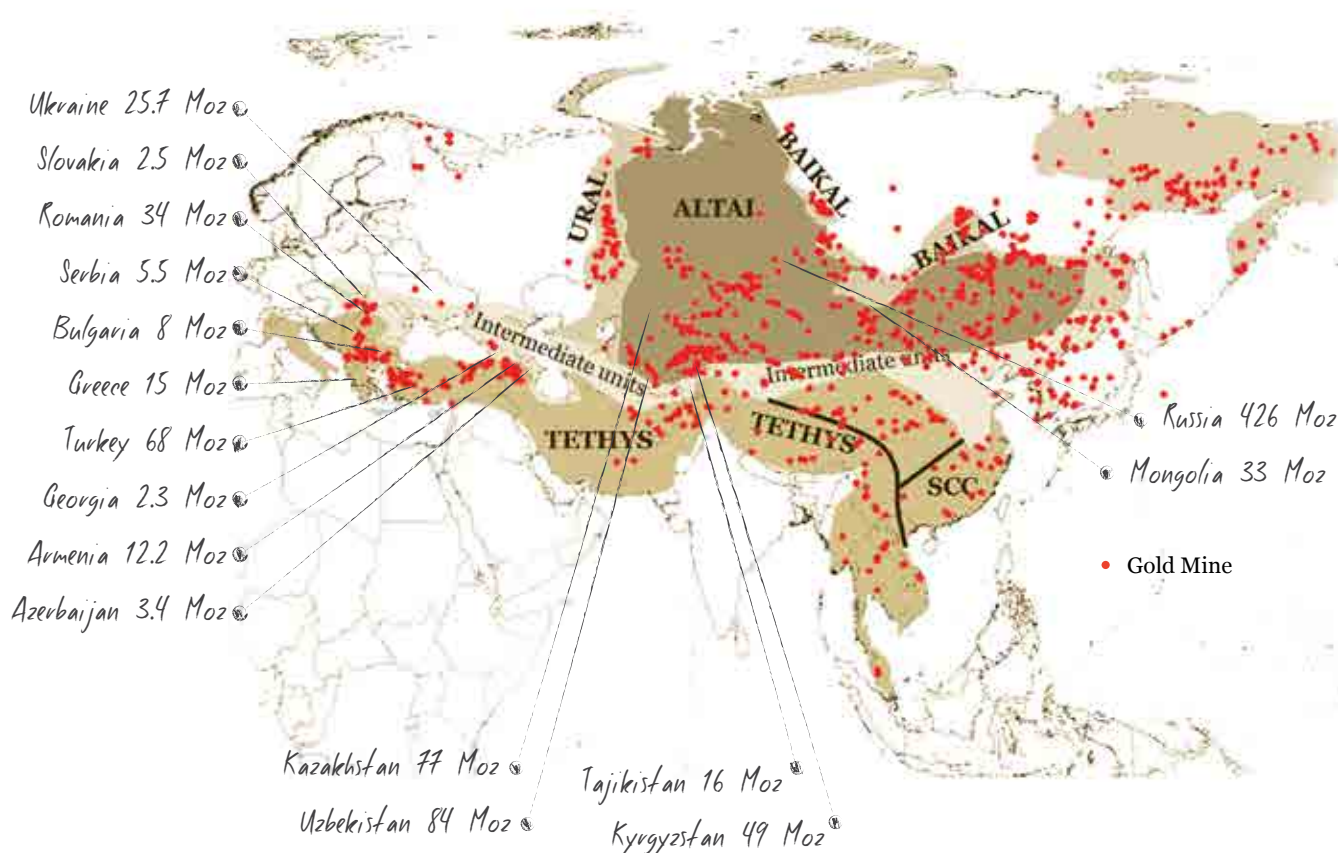 Ukraine 25.7 Moz
Slovakia 2.5 Moz
Romania 34 Moz
Serbia 5.5 Moz
Bulgaria 8 Moz
Greece 15 Moz
Turkey 68 Moz
Georgia 2.3 Moz
Armenia 12.2 Moz
Azerbaijan 3.4 Moz
URAL
ALTAI
BAIKAL
BAIKAL
Intermediate units
Intermediate units
TETHYS
TETHYS
SCC
Russia 426 Moz
Mongolia 33 Moz
Gold Mine
Kazakhstan 77 Moz
Uzbekistan 84 Moz
Tajikistan 16 Moz
Kyrgyzstan 49 Moz